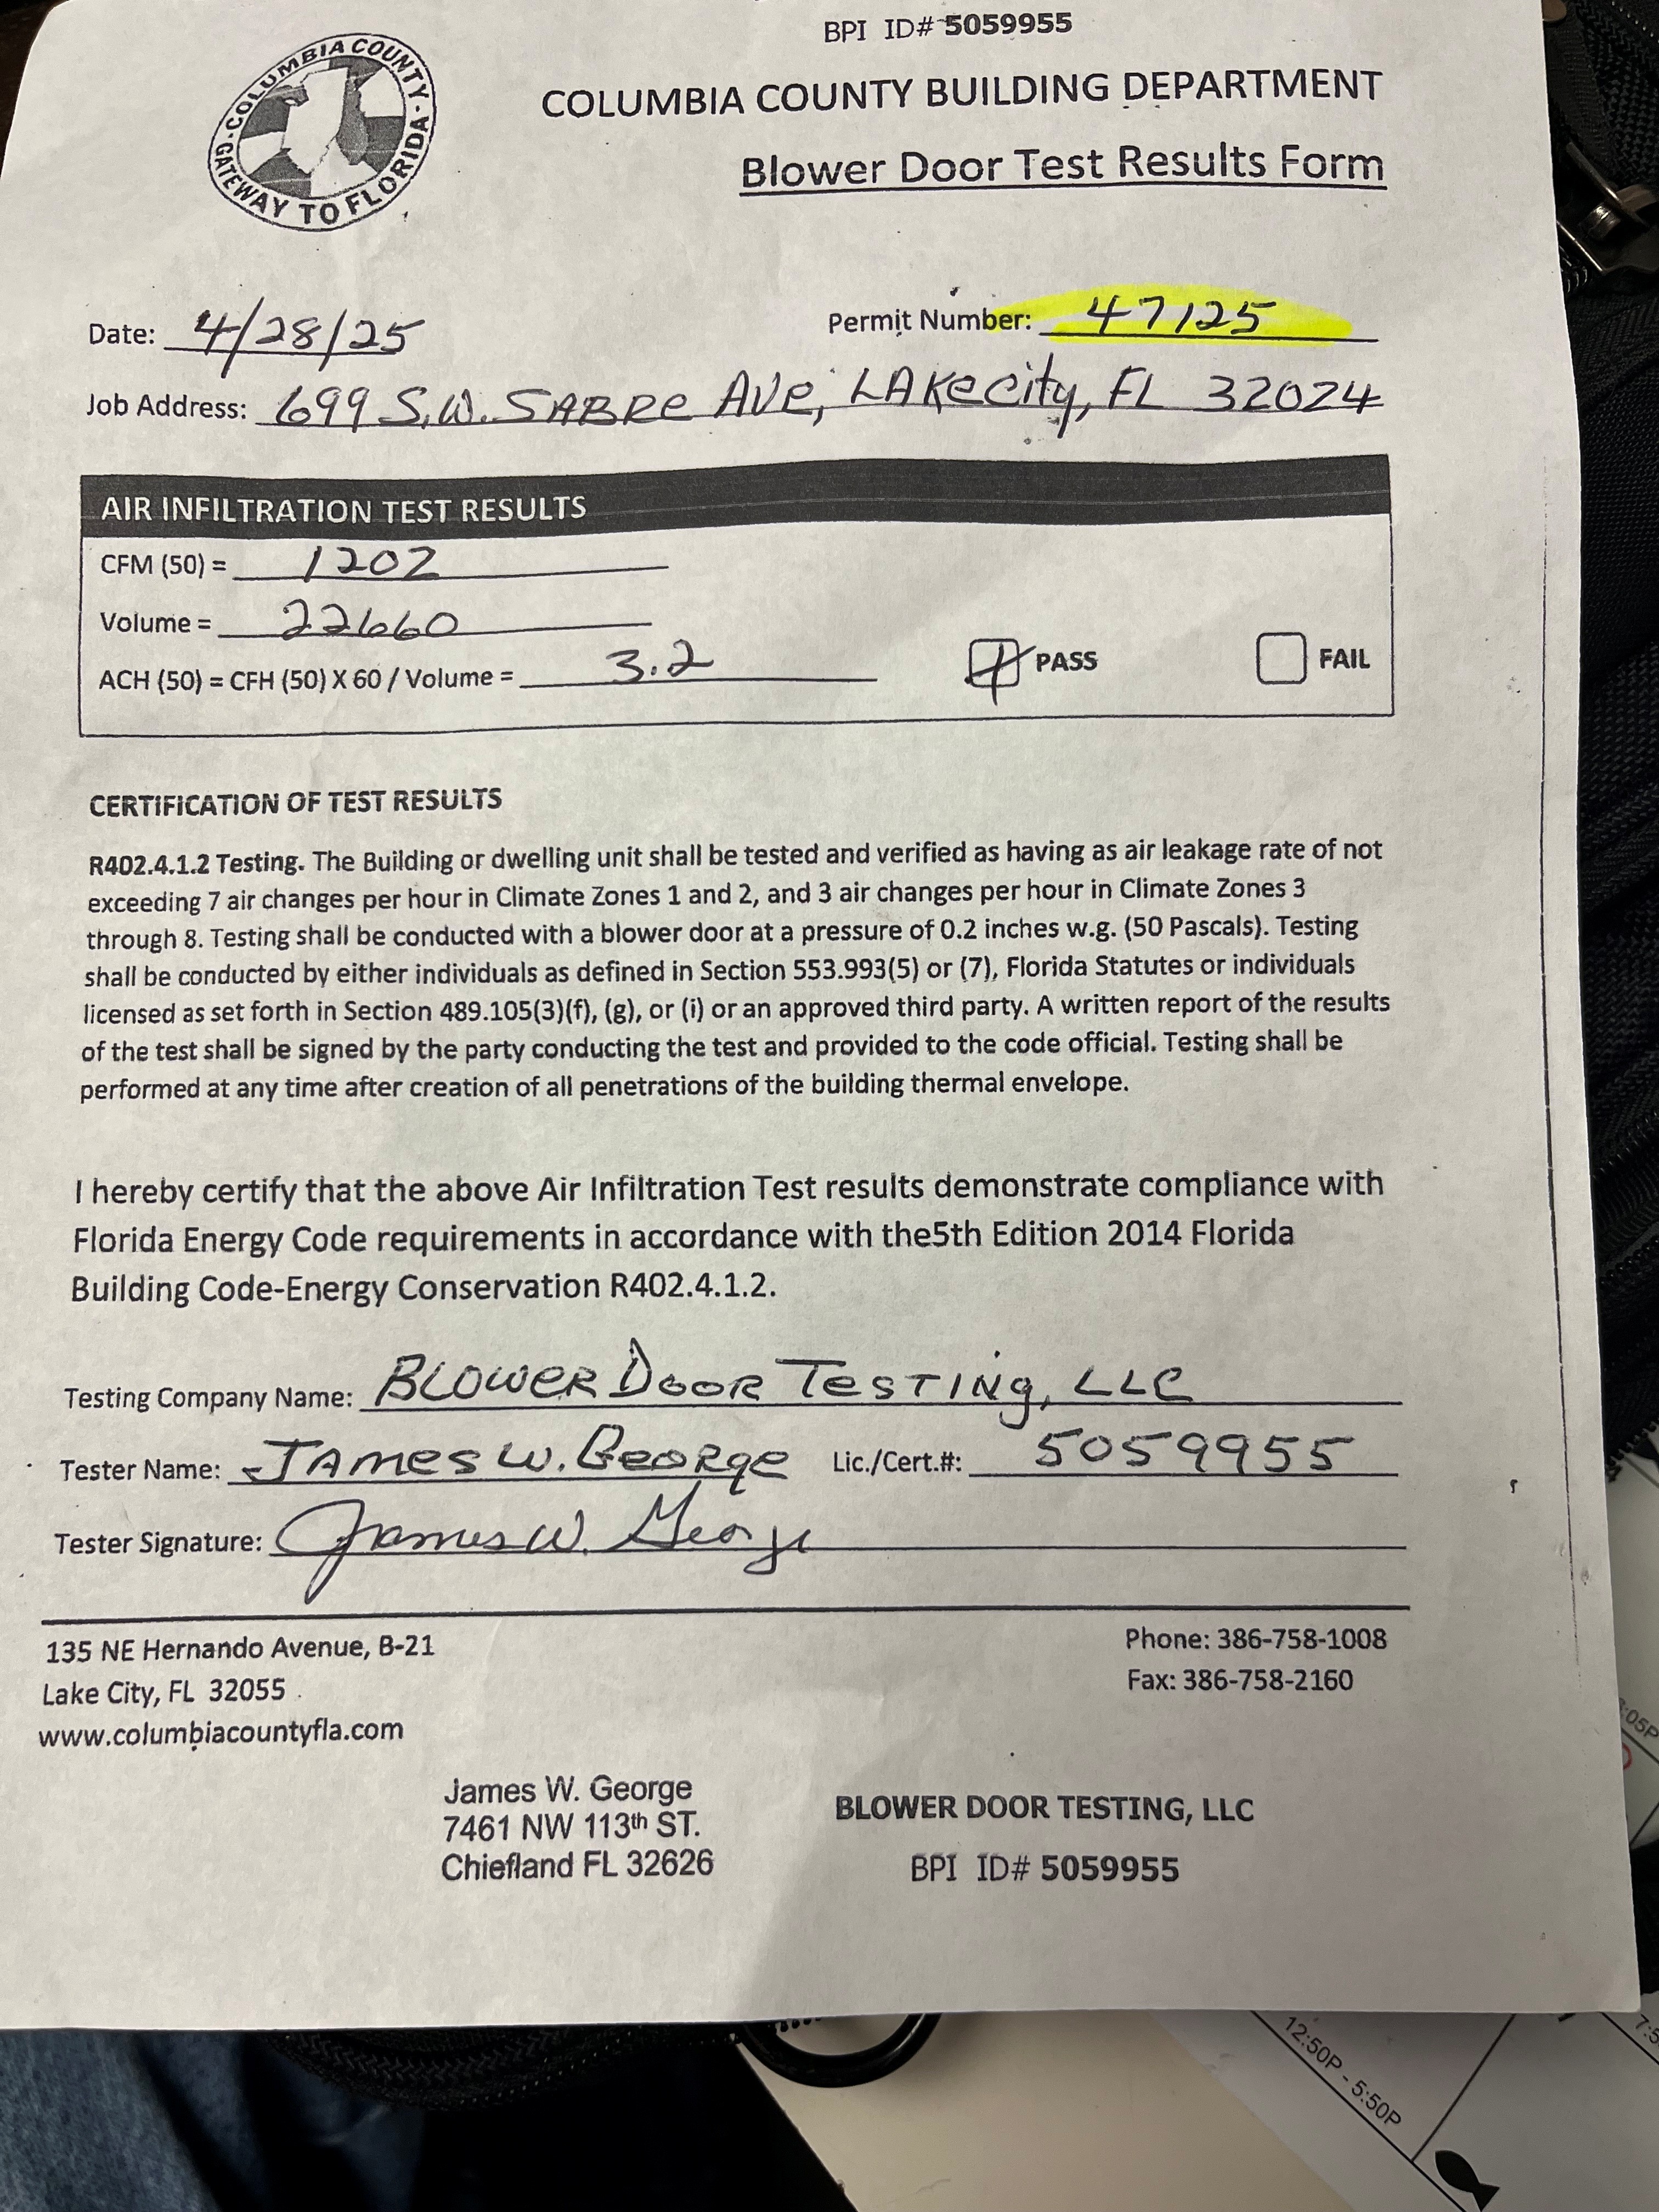 BPI ID# 5059955
COLUMBIA COUNTY
GATEWAY TO FLORIDA
COLUMBIA COUNTY BUILDING DEPARTMENT
Blower Door Test Results Form
Date: 4/28/25
Permit Number: 47125
Job Address: 699 S.W. SABRe AVe, LAKe City, FL 32024
AIR INFILTRATION TEST RESULTS
CFM (50) = 1202
Volume = 22660
ACH (50) = CFH (50) X 60 / Volume = 3.2
PASS
FAIL
CERTIFICATION OF TEST RESULTS
R402.4.1.2 Testing. The Building or dwelling unit shall be tested and verified as having as air leakage rate of not
exceeding 7 air changes per hour in Climate Zones 1 and 2, and 3 air changes per hour in Climate Zones 3
through 8. Testing shall be conducted with a blower door at a pressure of 0.2 inches w.g. (50 Pascals). Testing
shall be conducted by either individuals as defined in Section 553.993(5) or (7), Florida Statutes or individuals
licensed as set forth in Section 489.105(3)(f), (g), or (i) or an approved third party. A written report of the results
of the test shall be signed by the party conducting the test and provided to the code official. Testing shall be
performed at any time after creation of all penetrations of the building thermal envelope.
I hereby certify that the above Air Infiltration Test results demonstrate compliance with
Florida Energy Code requirements in accordance with the5th Edition 2014 Florida
Building Code-Energy Conservation R402.4.1.2.
Testing Company Name: BLOWER DOOR TeSTINg, LLC
Tester Name: JAMes W. GeoRge Lic./Cert.#: 5059955
Tester Signature: James W. George
135 NE Hernando Avenue, B-21
Lake City, FL 32055
www.columbiacountyfla.com
Phone: 386-758-1008
Fax: 386-758-2160
James W. George
7461 NW 113th ST.
Chiefland FL 32626
BLOWER DOOR TESTING, LLC
BPI ID# 5059955
12:50P - 5:50P